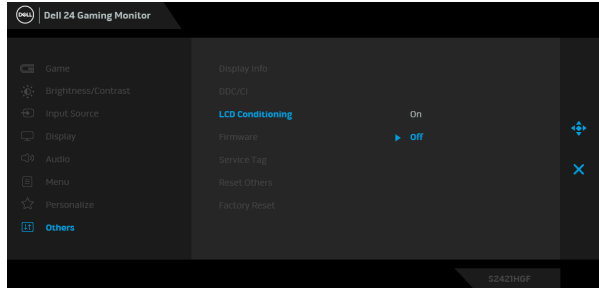 DELL Dell 24 Gaming Monitor
Game
Brightness/Contrast
Input Source
Display
Audio
Menu
Personalize
Others
Display Info
DDC/CI
LCD Conditioning On
Firmware Off
Service Tag
Reset Others
Factory Reset
S2421HGF